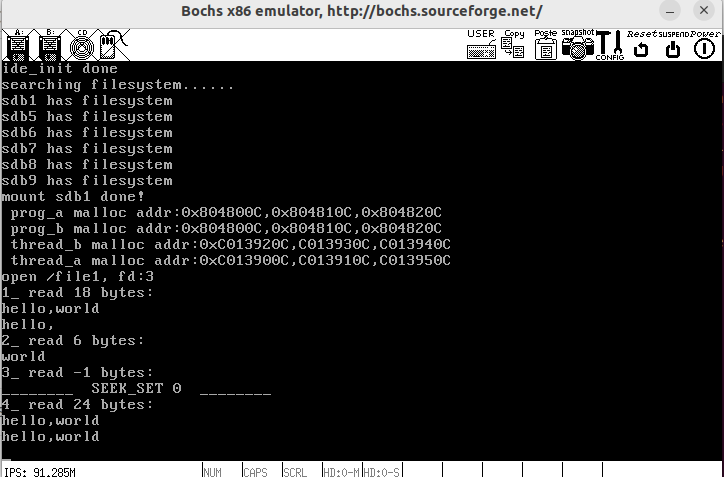 Bochs x86 emulator, http://bochs.sourceforge.net/
A: B: CD USER Copy Paste snapshot CONFIG Reset SUSPEND Power
ide_init done
searching filesystem......
sdb1 has filesystem
sdb5 has filesystem
sdb6 has filesystem
sdb7 has filesystem
sdb8 has filesystem
sdb9 has filesystem
mount sdb1 done!
prog_a malloc addr:0x804800C,0x804810C,0x804820C
prog_b malloc addr:0x804800C,0x804810C,0x804820C
thread_b malloc addr:0xC013920C,C013930C,C013940C
thread_a malloc addr:0xC013900C,C013910C,C013950C
open /file1, fd:3
1_ read 18 bytes:
hello,world
hello,
2_ read 6 bytes:
world
3_ read -1 bytes:
________ SEEK_SET 0 ________
4_ read 24 bytes:
hello,world
hello,world
_
IPS: 91.285M NUM CAPS SCRL HD:0-M HD:0-S